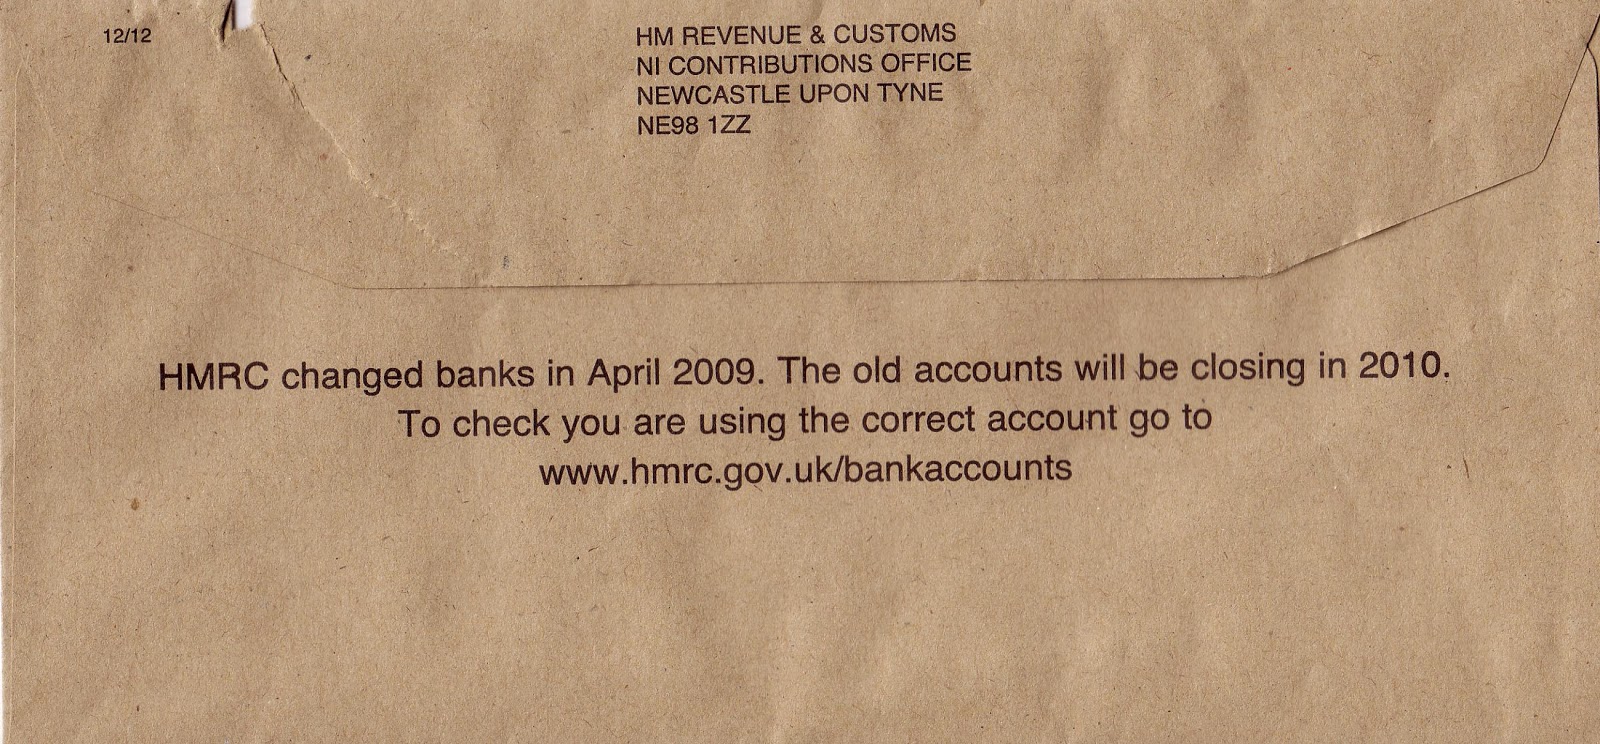 12/12
HM REVENUE & CUSTOMS
NI CONTRIBUTIONS OFFICE
NEWCASTLE UPON TYNE
NE98 1ZZ
HMRC changed banks in April 2009. The old accounts will be closing in 2010.
To check you are using the correct account go to
www.hmrc.gov.uk/bankaccounts